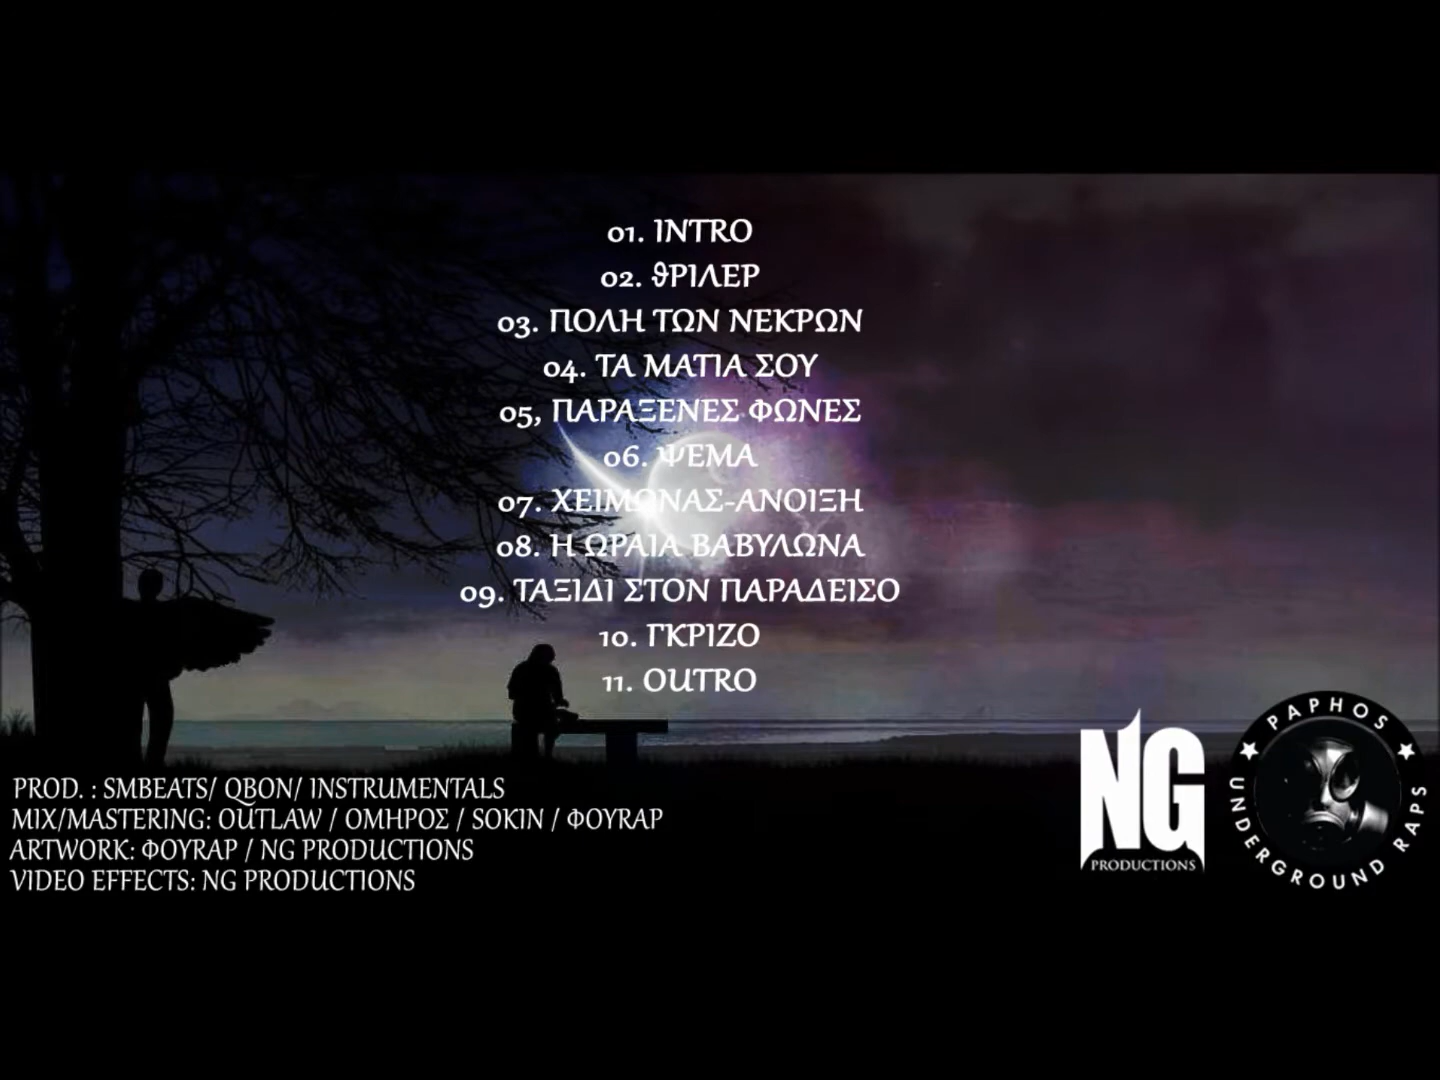 01. INTRO
02. ϑΡΙΛΕΡ
03. ΠΟΛΗ ΤΩΝ ΝΕΚΡΩΝ
04. ΤΑ ΜΑΤΙΑ ΣΟΥ
05, ΠΑΡΑΞΕΝΕΣ ΦΩΝΕΣ
06. ΨΕΜΑ
07. ΧΕΙΜΩΝΑΣ-ΑΝΟΙΞΗ
08. Η ΩΡΑΙΑ ΒΑΒΥΛΩΝΑ
09. ΤΑΞΙΔΙ ΣΤΟΝ ΠΑΡΑΔΕΙΣΟ
10. ΓΚΡΙΖΟ
11. OUTRO
PROD. : SMBEATS/ QBON/ INSTRUMENTALS
MIX/MASTERING: OUTLAW / ΟΜΗΡΟΣ / SOKIN / ΦΟΥRAP
ARTWORK: ΦΟΥRAP / NG PRODUCTIONS
VIDEO EFFECTS: NG PRODUCTIONS
NG
PRODUCTIONS
PAPHOS
UNDERGROUND RAPS